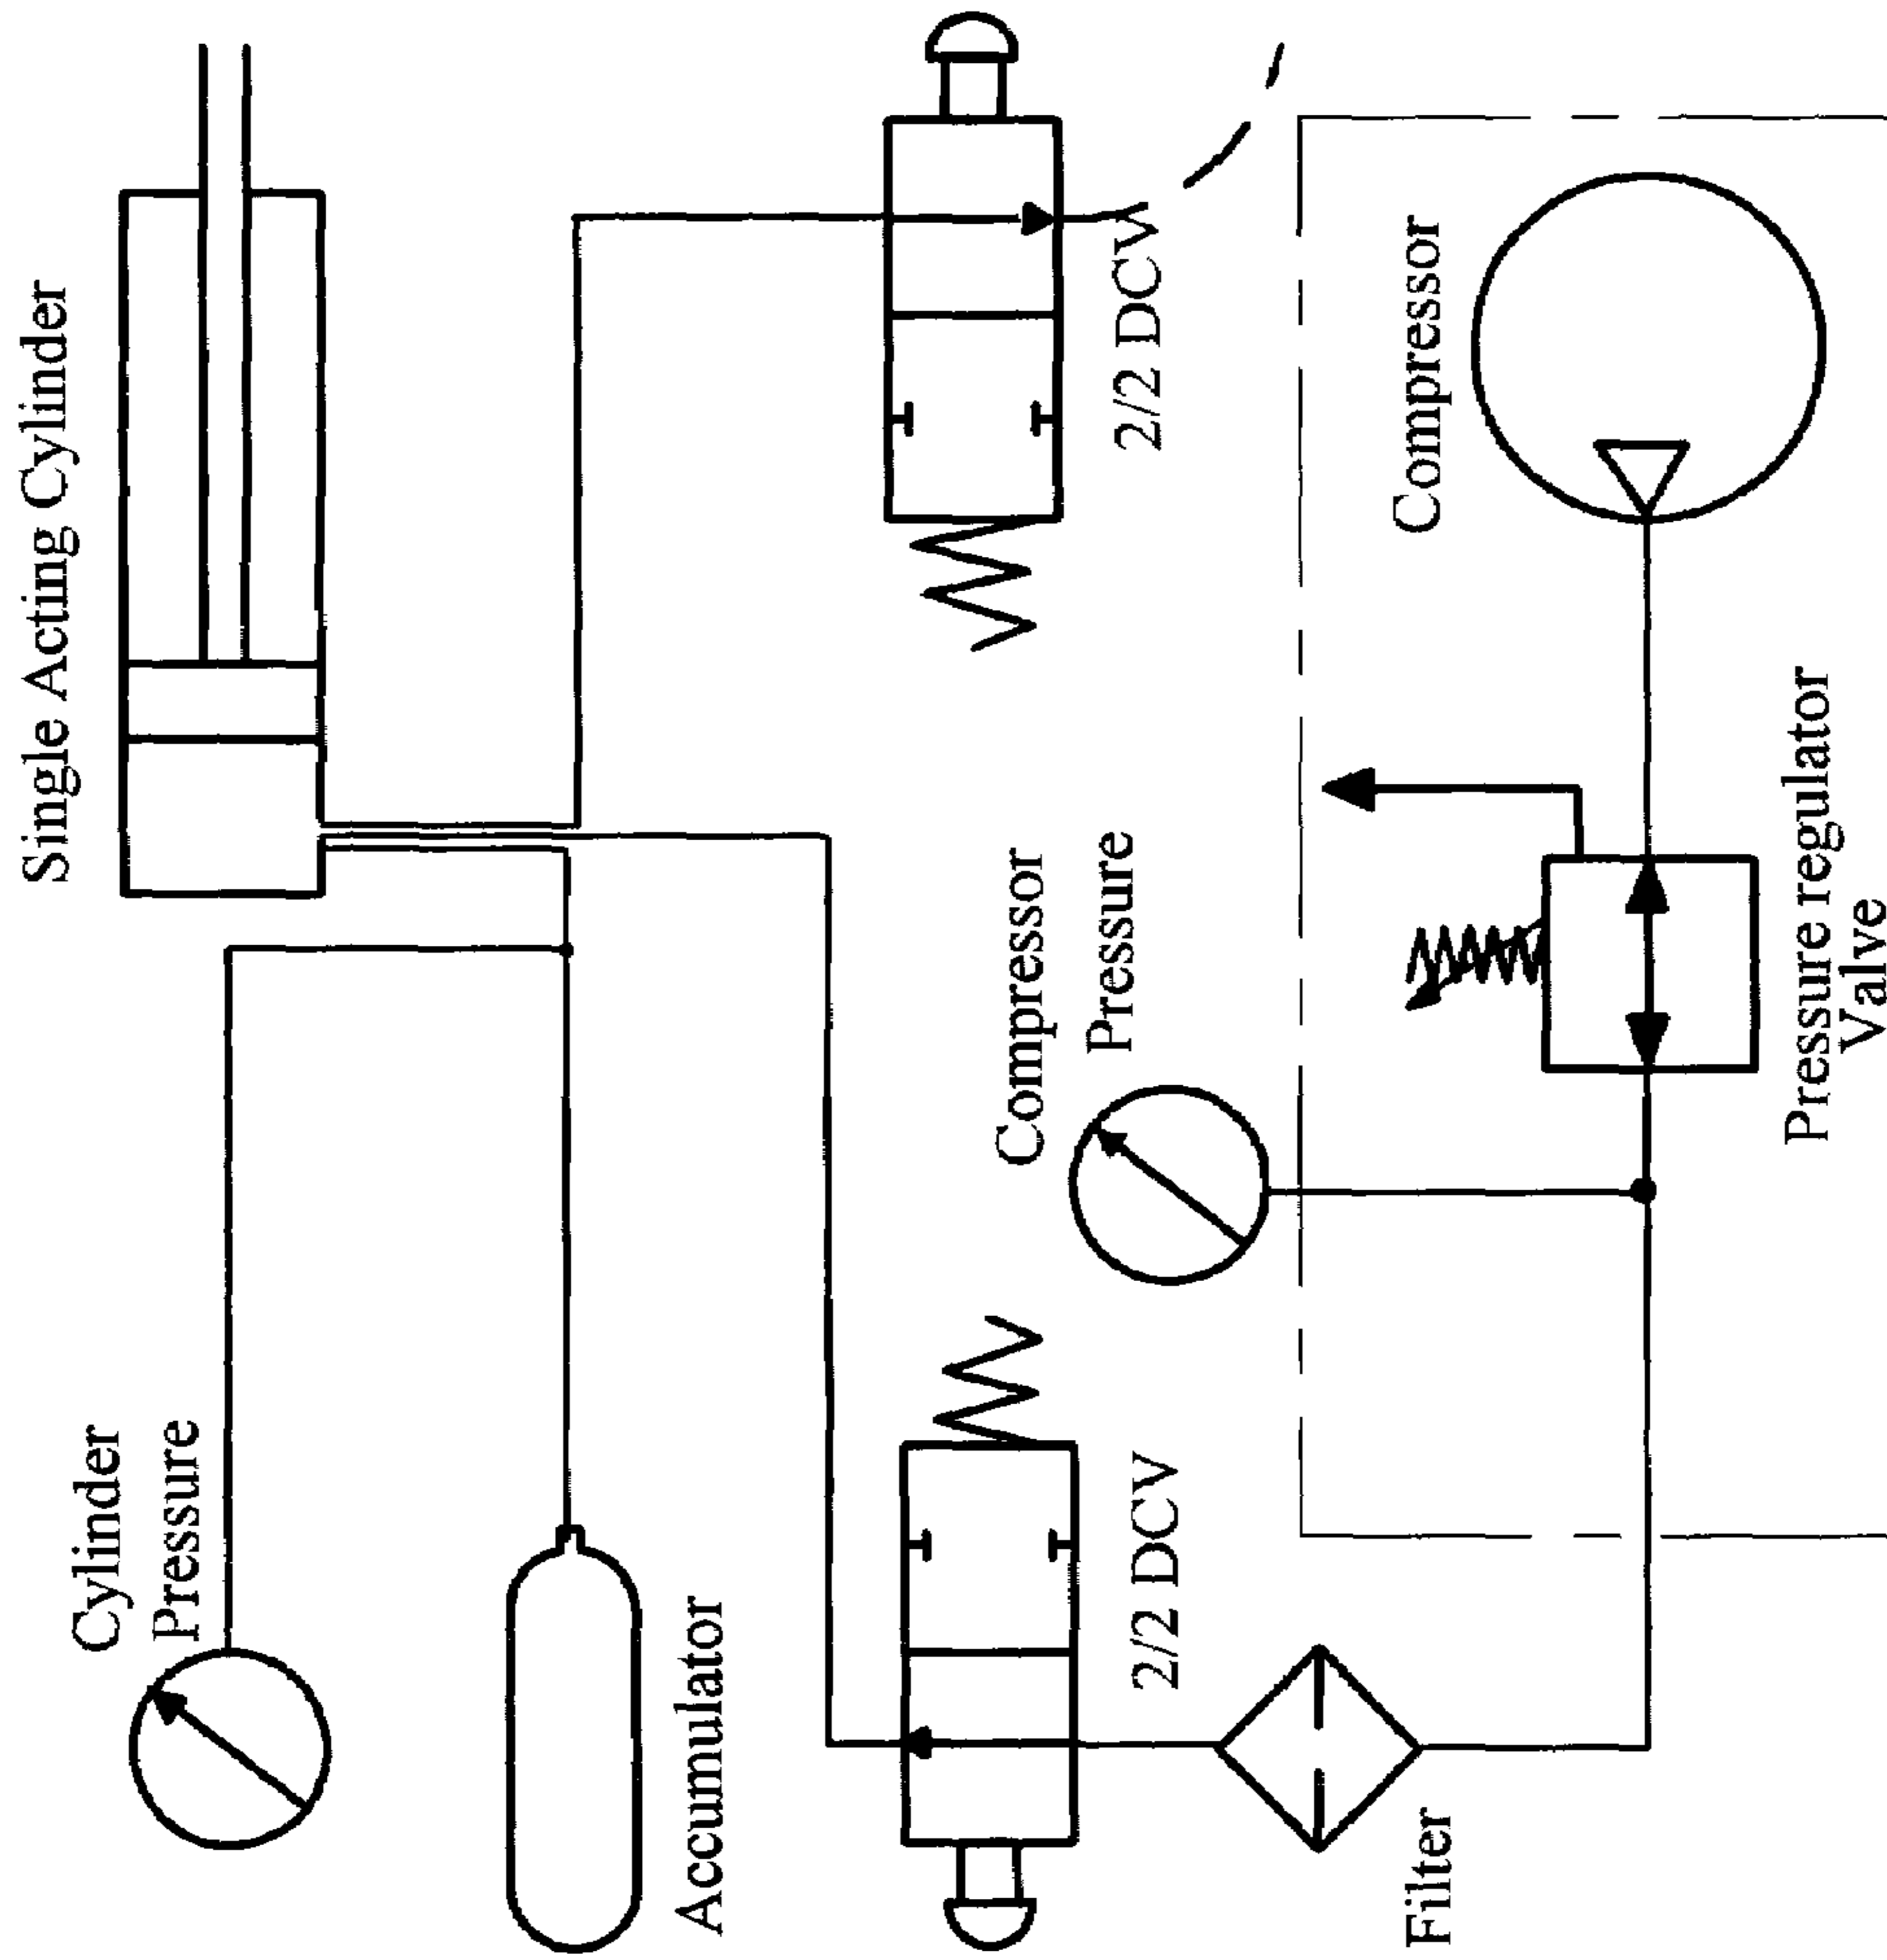 Single Acting Cylinder
Cylinder
Pressure
Accumulator
2/2 DCV
2/2 DCV
Compressor
Pressure
Compressor
Filter
Pressure regulator
Valve